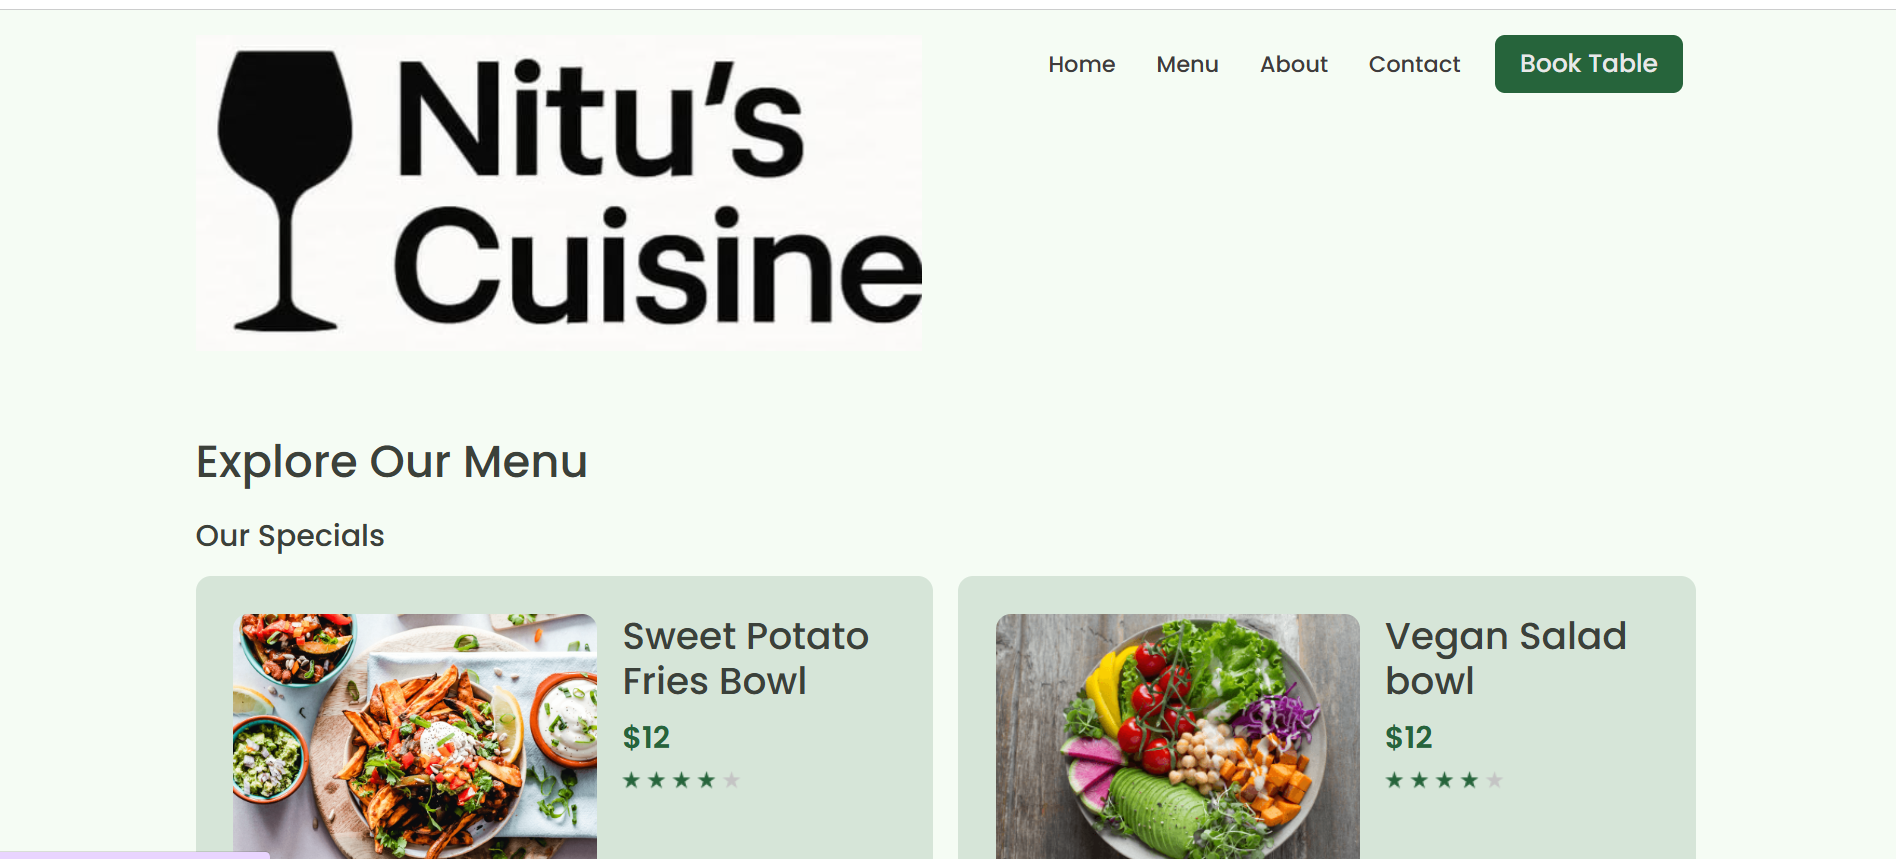 Nitu's
Cuisine
Home Menu About Contact Book Table
Explore Our Menu
Our Specials
Sweet Potato
Fries Bowl
$12
Vegan Salad
bowl
$12